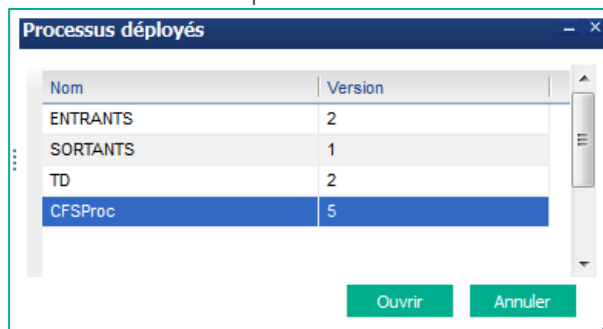 Processus déployés
Nom Version
ENTRANTS 2
SORTANTS 1
TD 2
CFSProc 5
Ouvrir Annuler